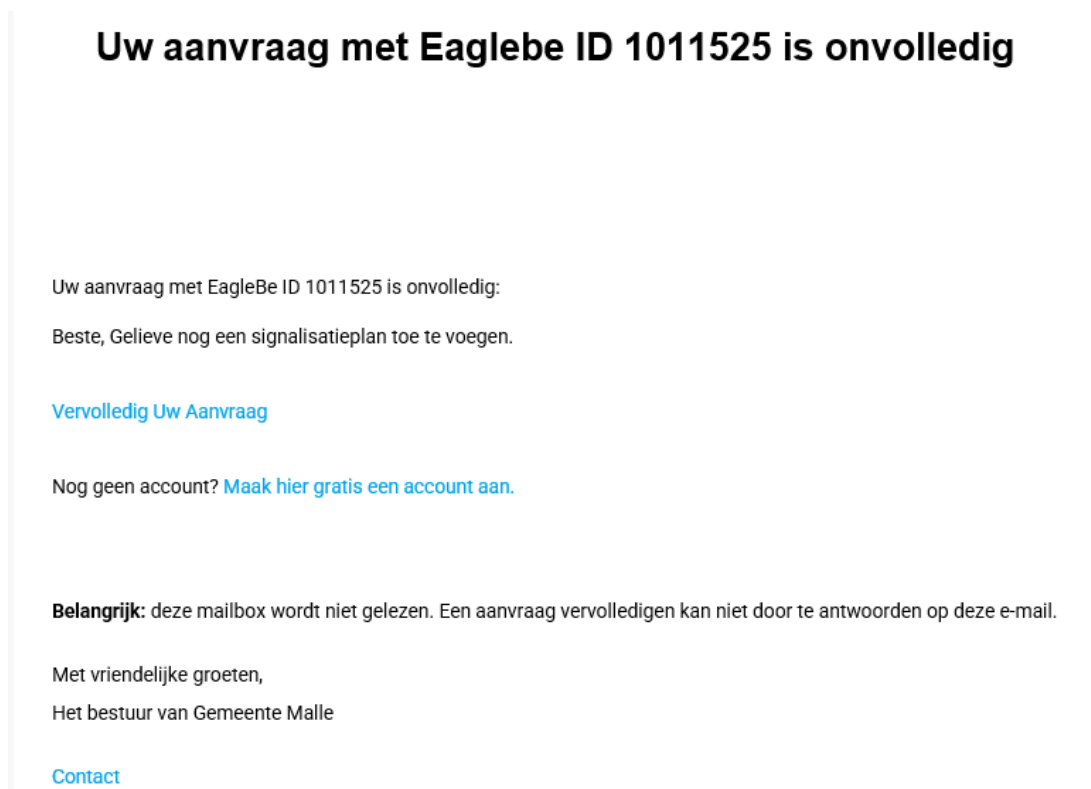 Uw aanvraag met Eaglebe ID 1011525 is onvolledig
Uw aanvraag met EagleBe ID 1011525 is onvolledig:
Beste, Gelieve nog een signalisatieplan toe te voegen.
Vervolledig Uw Aanvraag
Nog geen account? Maak hier gratis een account aan.
Belangrijk: deze mailbox wordt niet gelezen. Een aanvraag vervolledigen kan niet door te antwoorden op deze e-mail.
Met vriendelijke groeten,
Het bestuur van Gemeente Malle
Contact